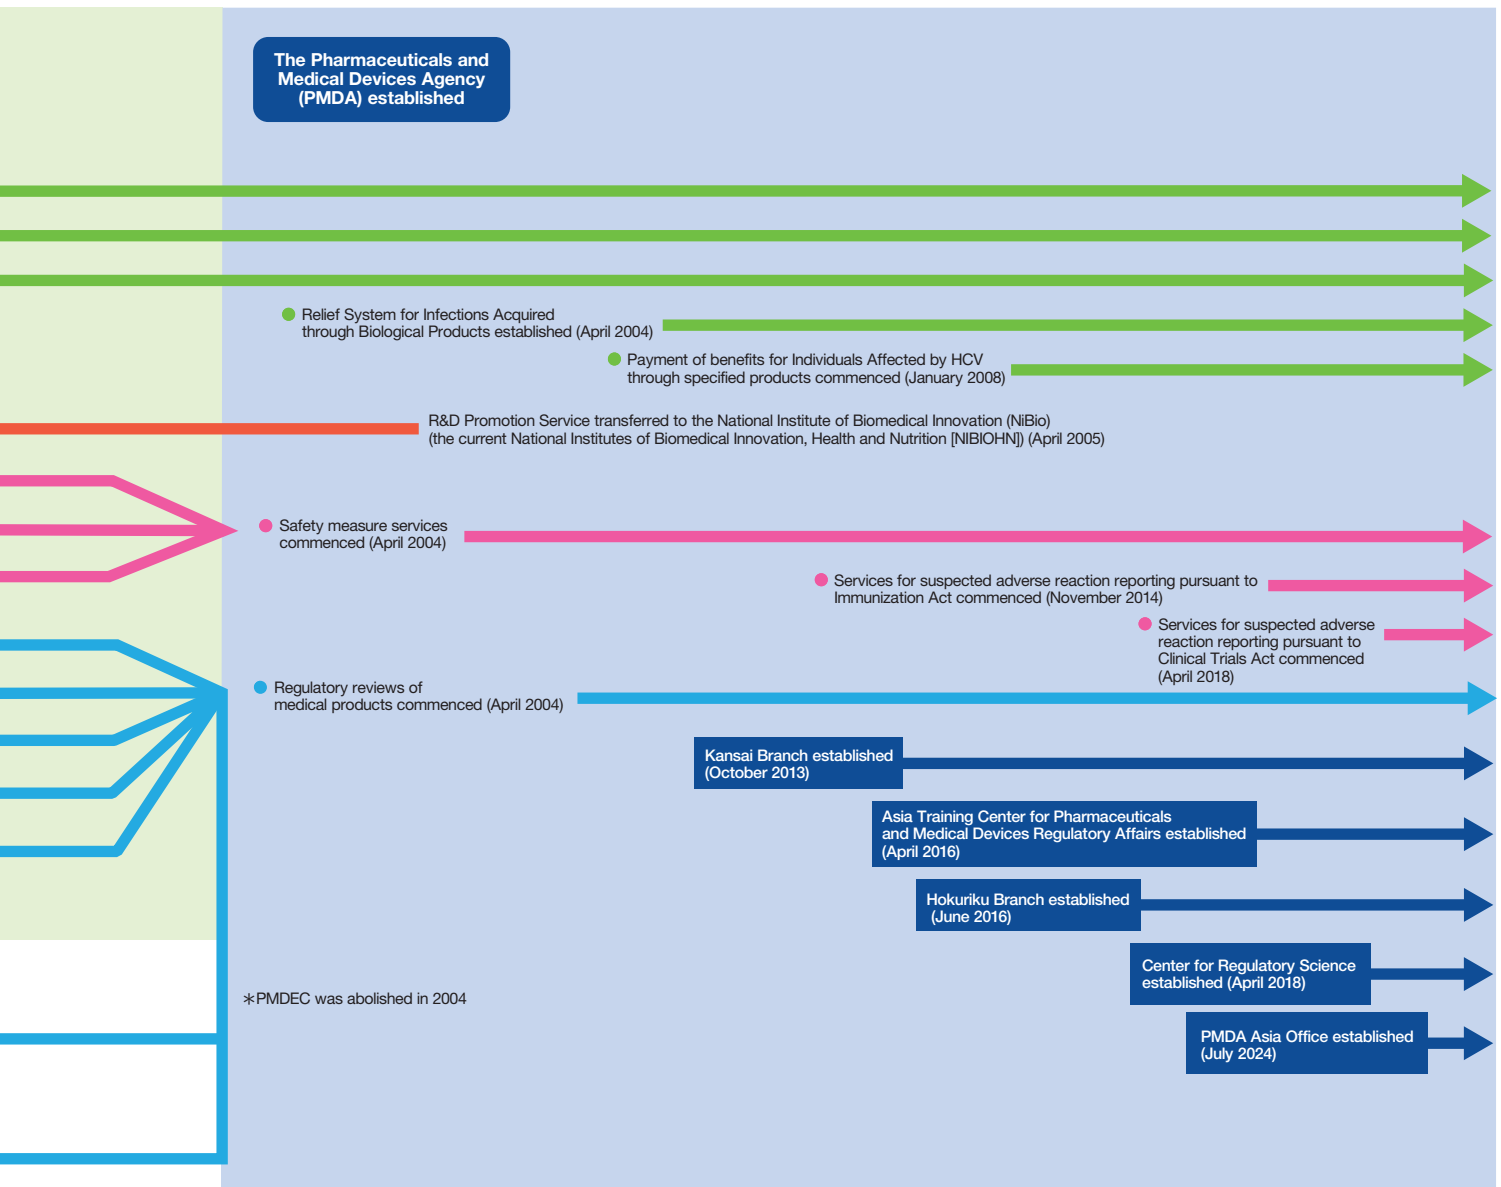 The Pharmaceuticals and
Medical Devices Agency
(PMDA) established
Relief System for Infections Acquired
through Biological Products established (April 2004)
Payment of benefits for Individuals Affected by HCV
through specified products commenced (January 2008)
R&D Promotion Service transferred to the National Institute of Biomedical Innovation (NiBio)
(the current National Institutes of Biomedical Innovation, Health and Nutrition [NIBIOHN]) (April 2005)
Safety measure services
commenced (April 2004)
Services for suspected adverse reaction reporting pursuant to
Immunization Act commenced (November 2014)
Services for suspected adverse
reaction reporting pursuant to
Clinical Trials Act commenced
(April 2018)
Regulatory reviews of
medical products commenced (April 2004)
Kansai Branch established
(October 2013)
Asia Training Center for Pharmaceuticals
and Medical Devices Regulatory Affairs established
(April 2016)
Hokuriku Branch established
(June 2016)
Center for Regulatory Science
established (April 2018)
＊PMDEC was abolished in 2004
PMDA Asia Office established
(July 2024)